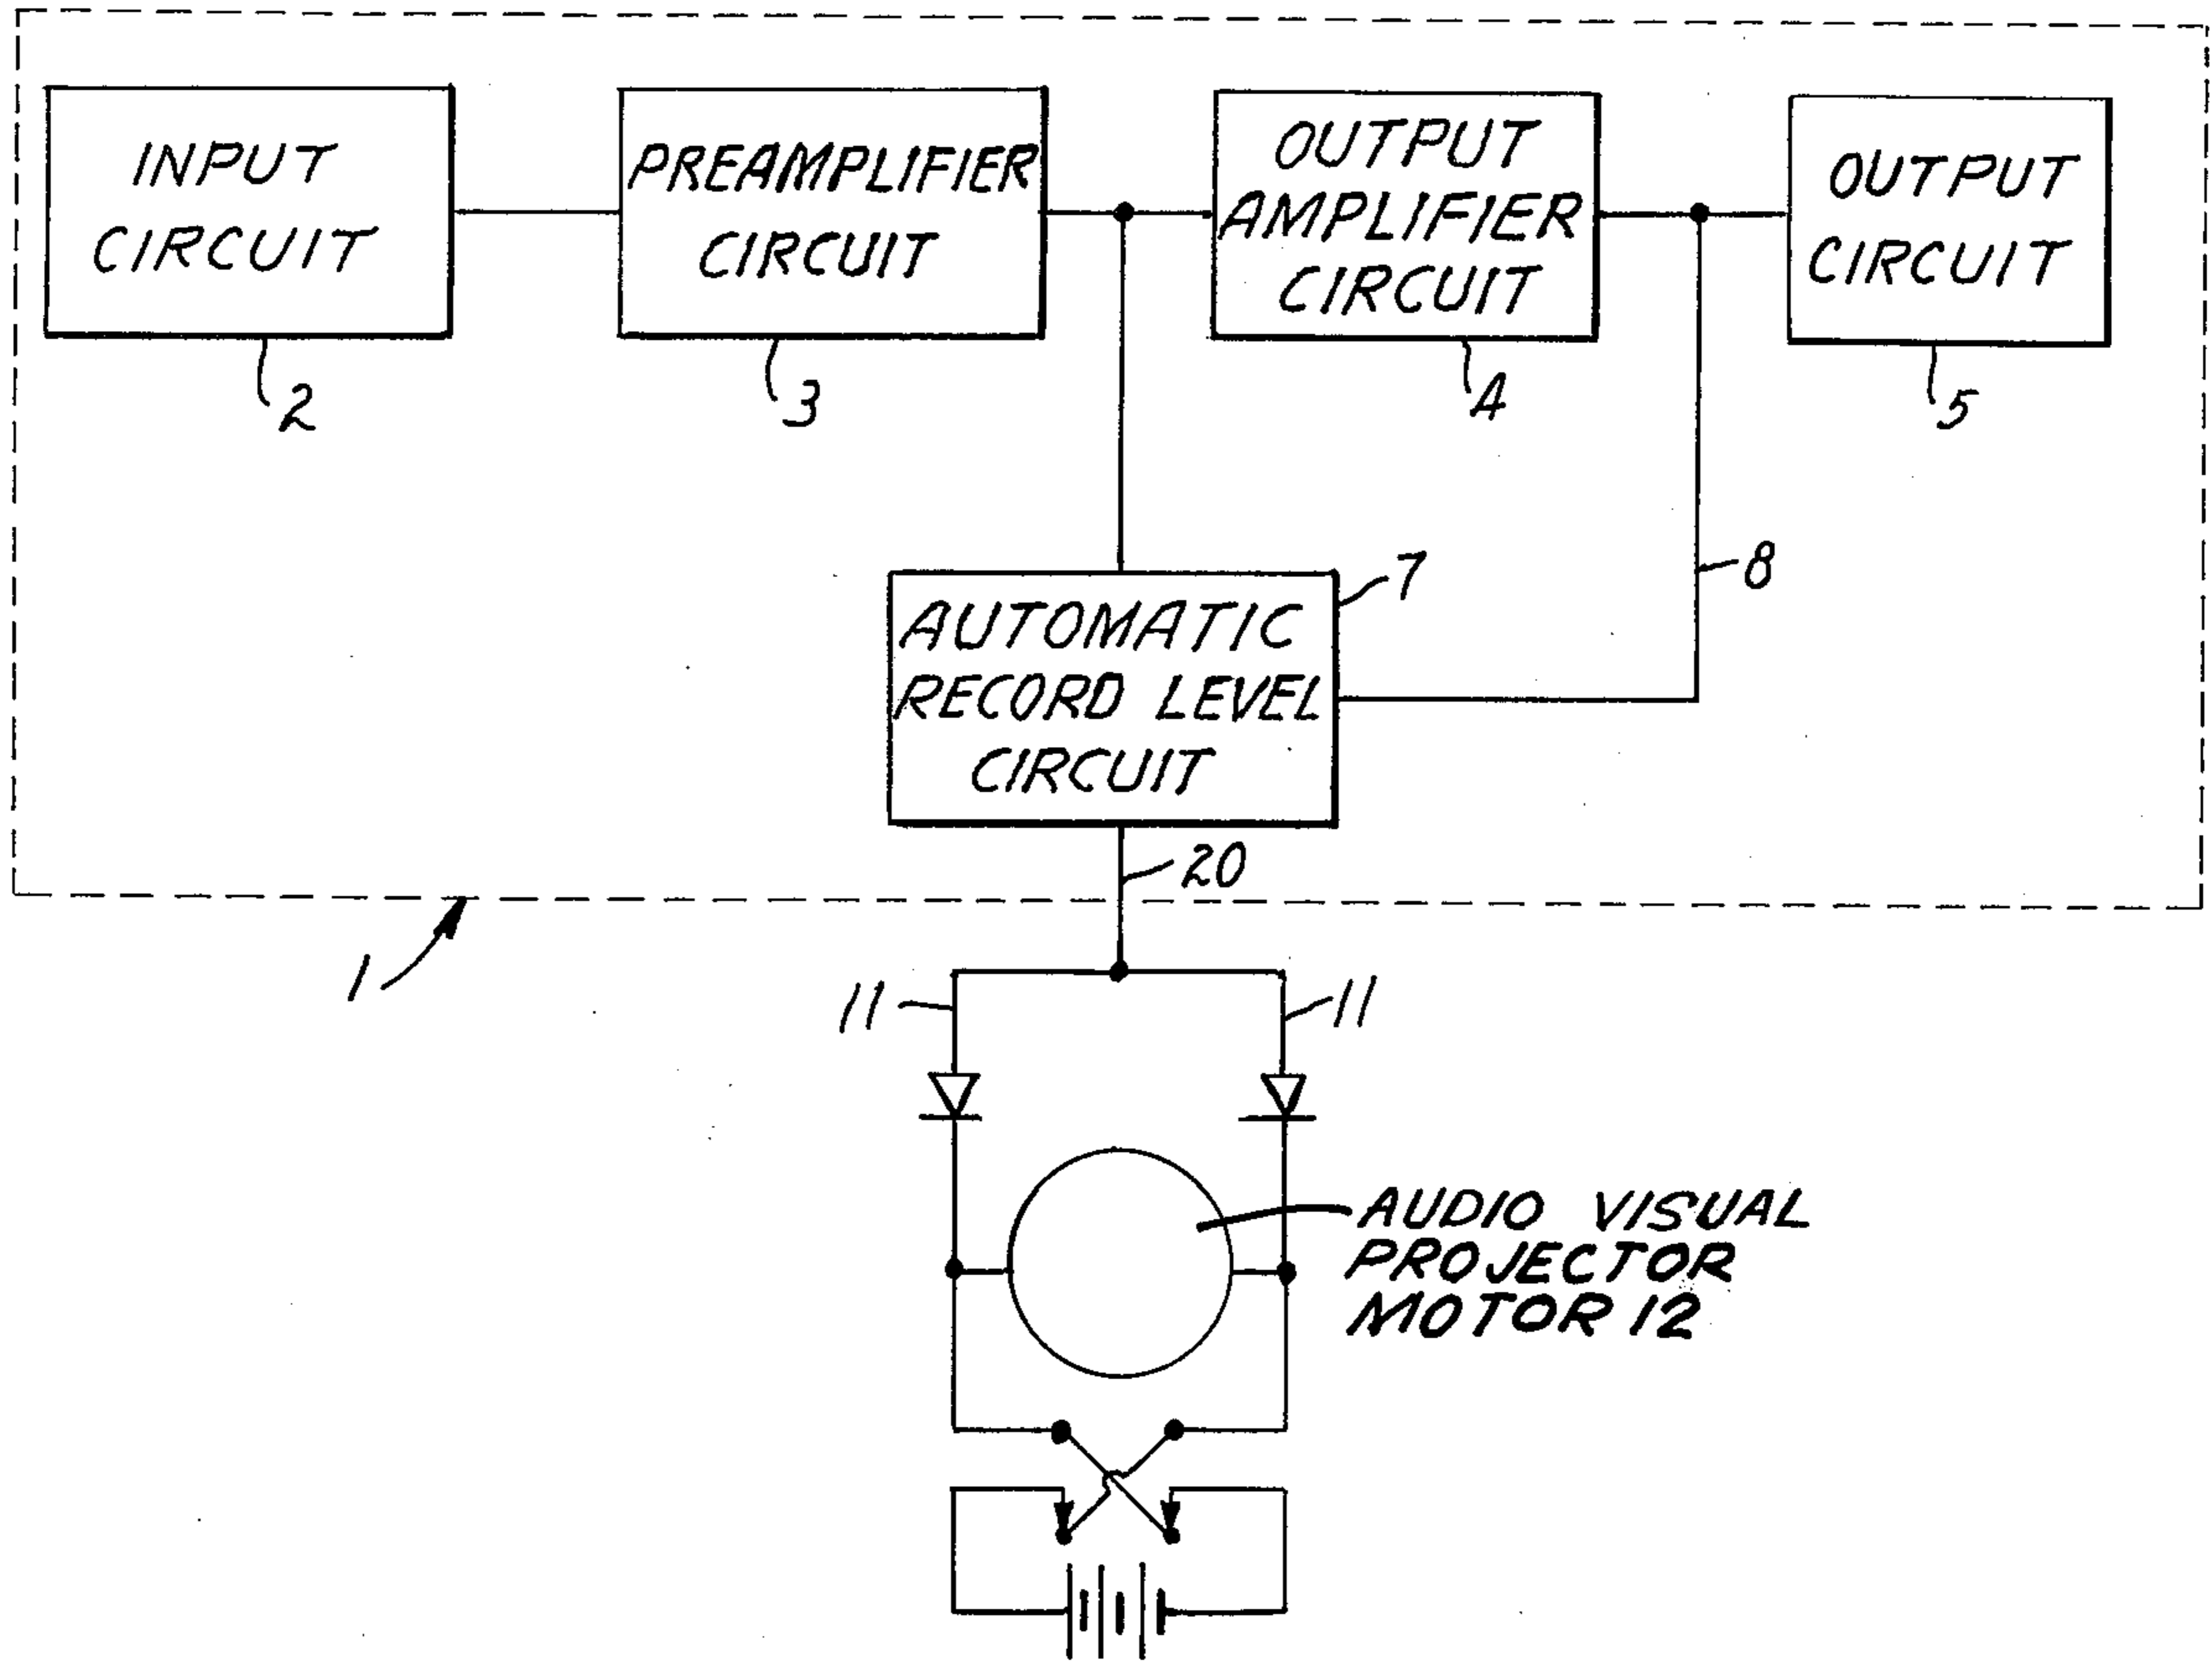 INPUT
CIRCUIT
2
PREAMPLIFIER
CIRCUIT
3
OUTPUT
AMPLIFIER
CIRCUIT
4
OUTPUT
CIRCUIT
5
AUTOMATIC
RECORD LEVEL
CIRCUIT
7
8
20
1
11
11
AUDIO VISUAL
PROJECTOR
MOTOR 12